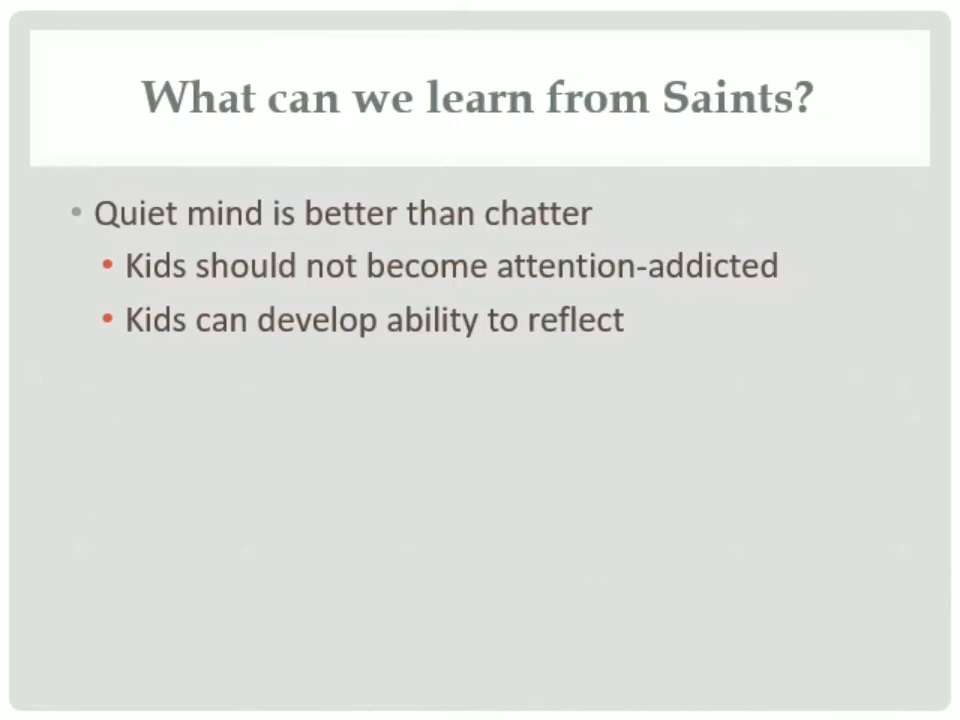 What can we learn from Saints?
• Quiet mind is better than chatter
• Kids should not become attention-addicted
• Kids can develop ability to reflect